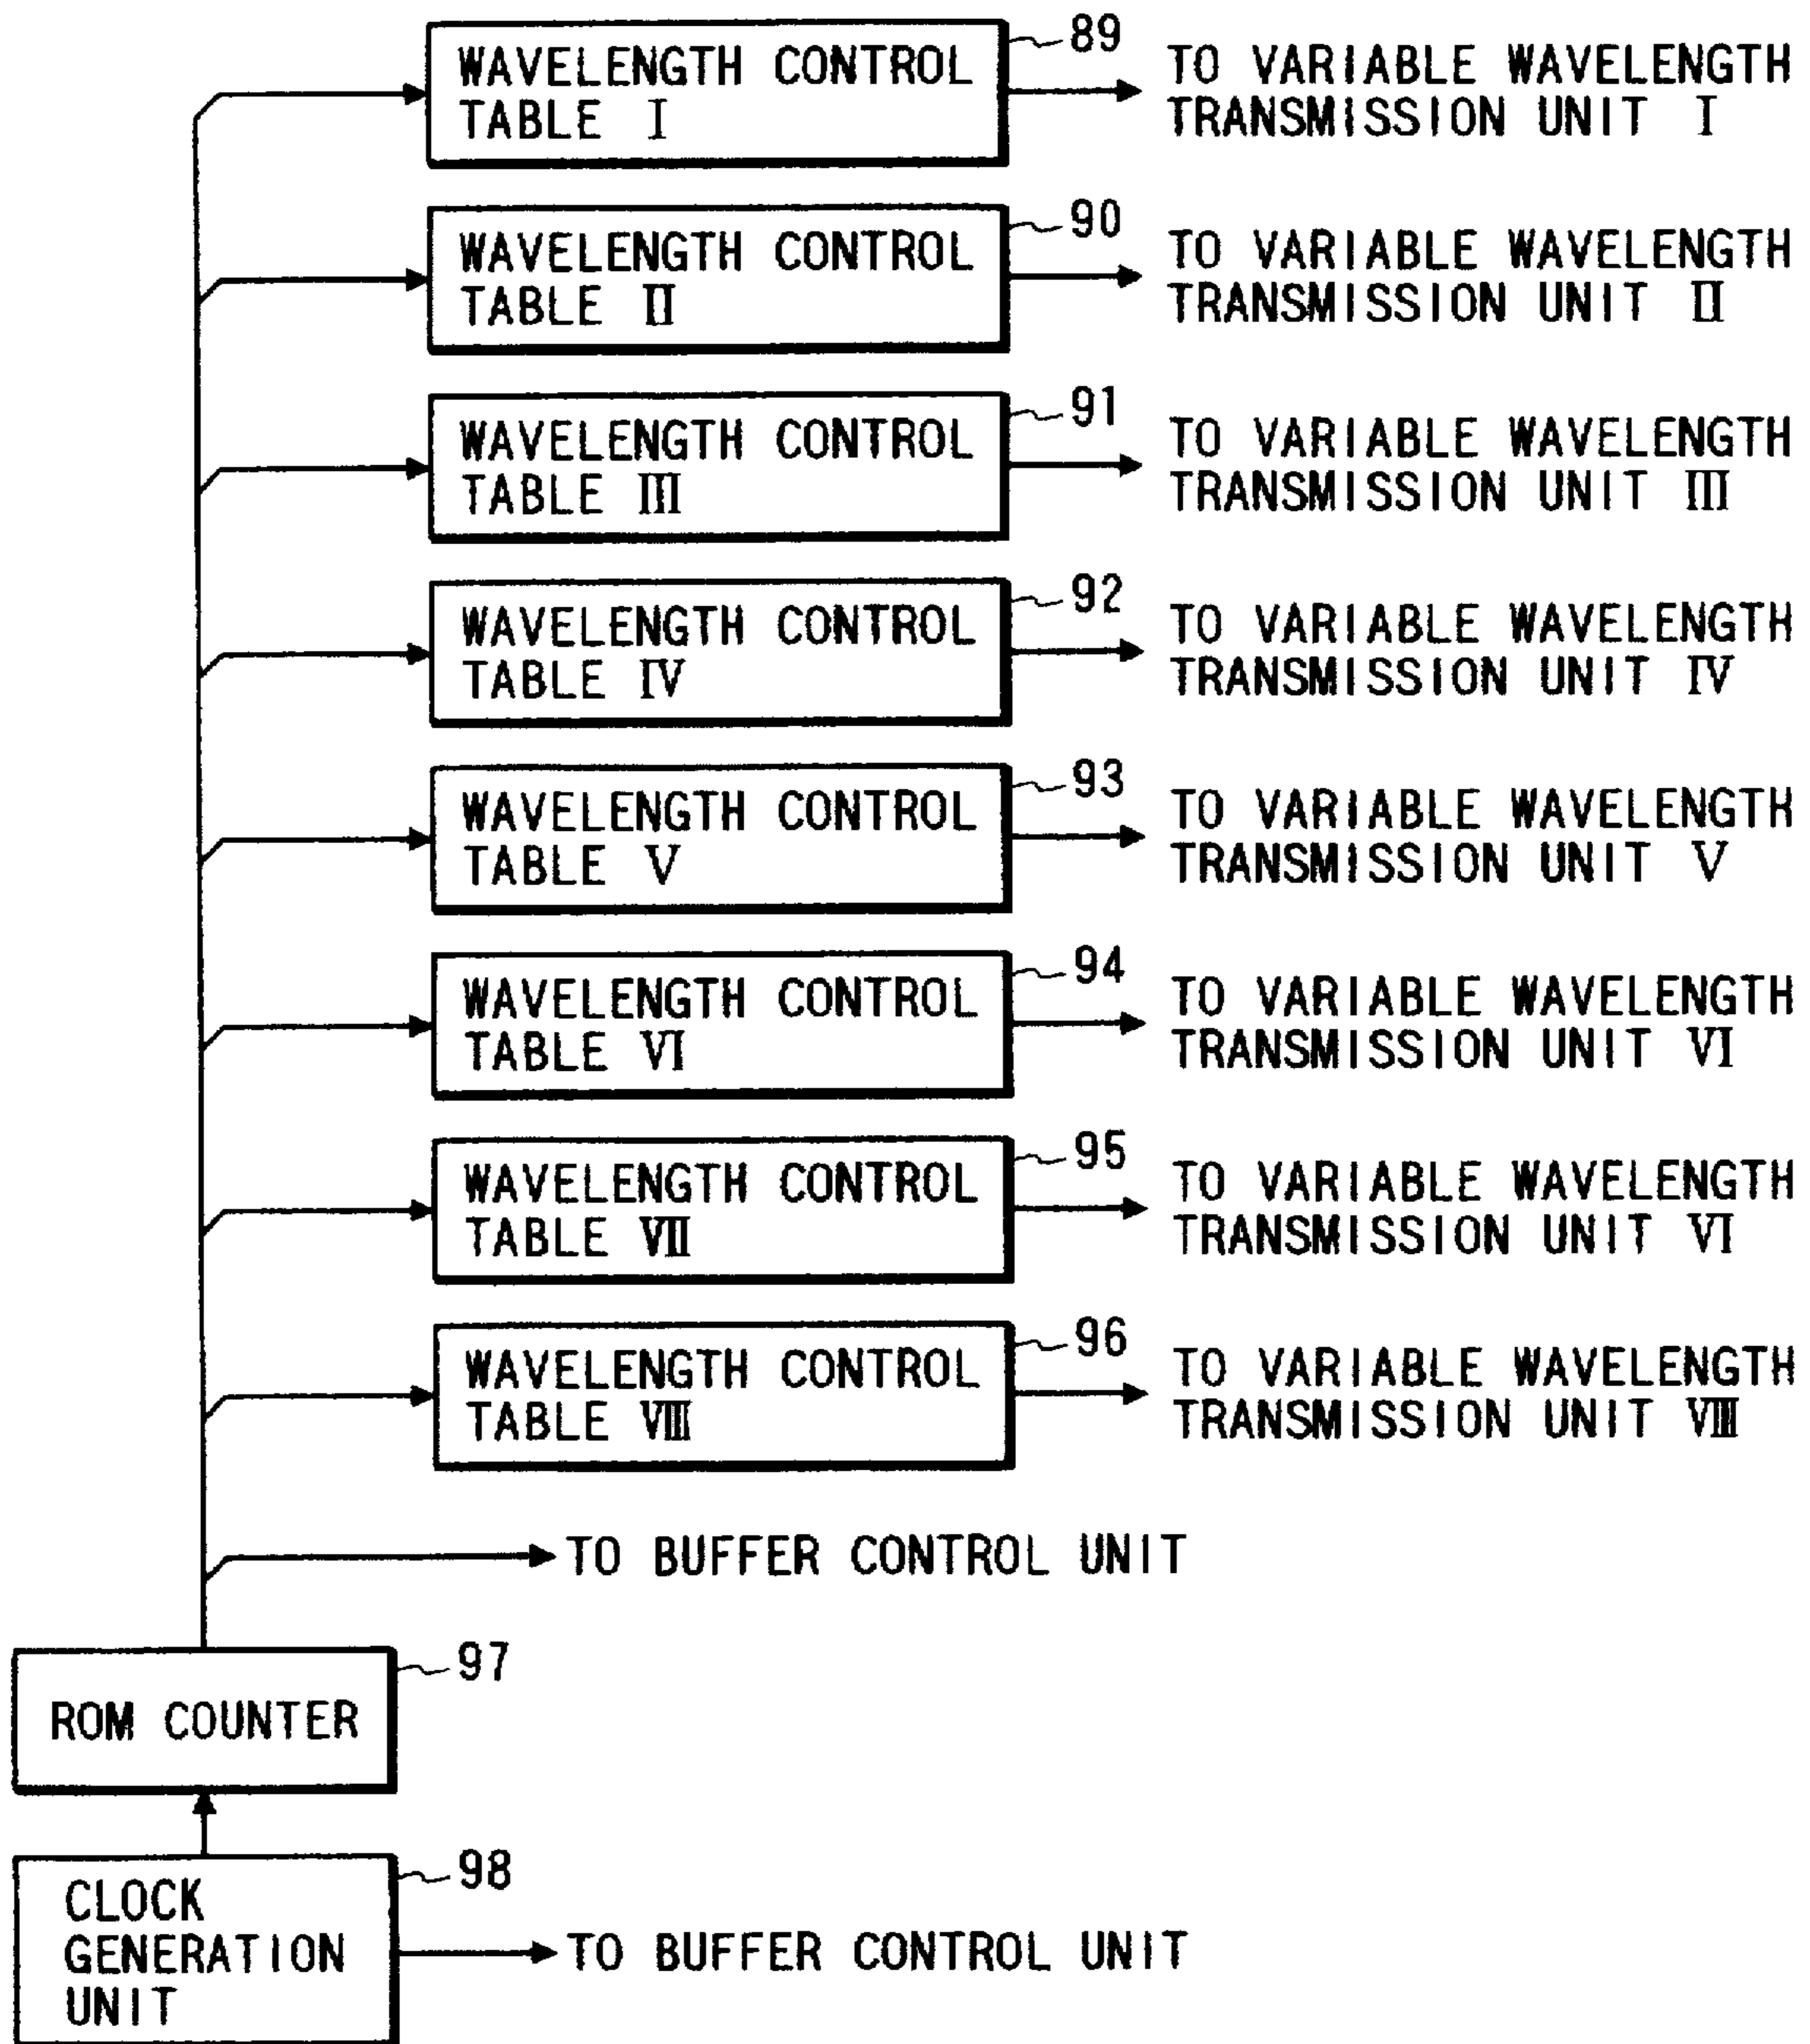 WAVELENGTH CONTROL
TABLE I
89
TO VARIABLE WAVELENGTH
TRANSMISSION UNIT I
WAVELENGTH CONTROL
TABLE II
90
TO VARIABLE WAVELENGTH
TRANSMISSION UNIT II
WAVELENGTH CONTROL
TABLE III
91
TO VARIABLE WAVELENGTH
TRANSMISSION UNIT III
WAVELENGTH CONTROL
TABLE IV
92
TO VARIABLE WAVELENGTH
TRANSMISSION UNIT IV
WAVELENGTH CONTROL
TABLE V
93
TO VARIABLE WAVELENGTH
TRANSMISSION UNIT V
WAVELENGTH CONTROL
TABLE VI
94
TO VARIABLE WAVELENGTH
TRANSMISSION UNIT VI
WAVELENGTH CONTROL
TABLE VII
95
TO VARIABLE WAVELENGTH
TRANSMISSION UNIT VI
WAVELENGTH CONTROL
TABLE VIII
96
TO VARIABLE WAVELENGTH
TRANSMISSION UNIT VIII
TO BUFFER CONTROL UNIT
97
ROM COUNTER
98
CLOCK
GENERATION
UNIT
TO BUFFER CONTROL UNIT